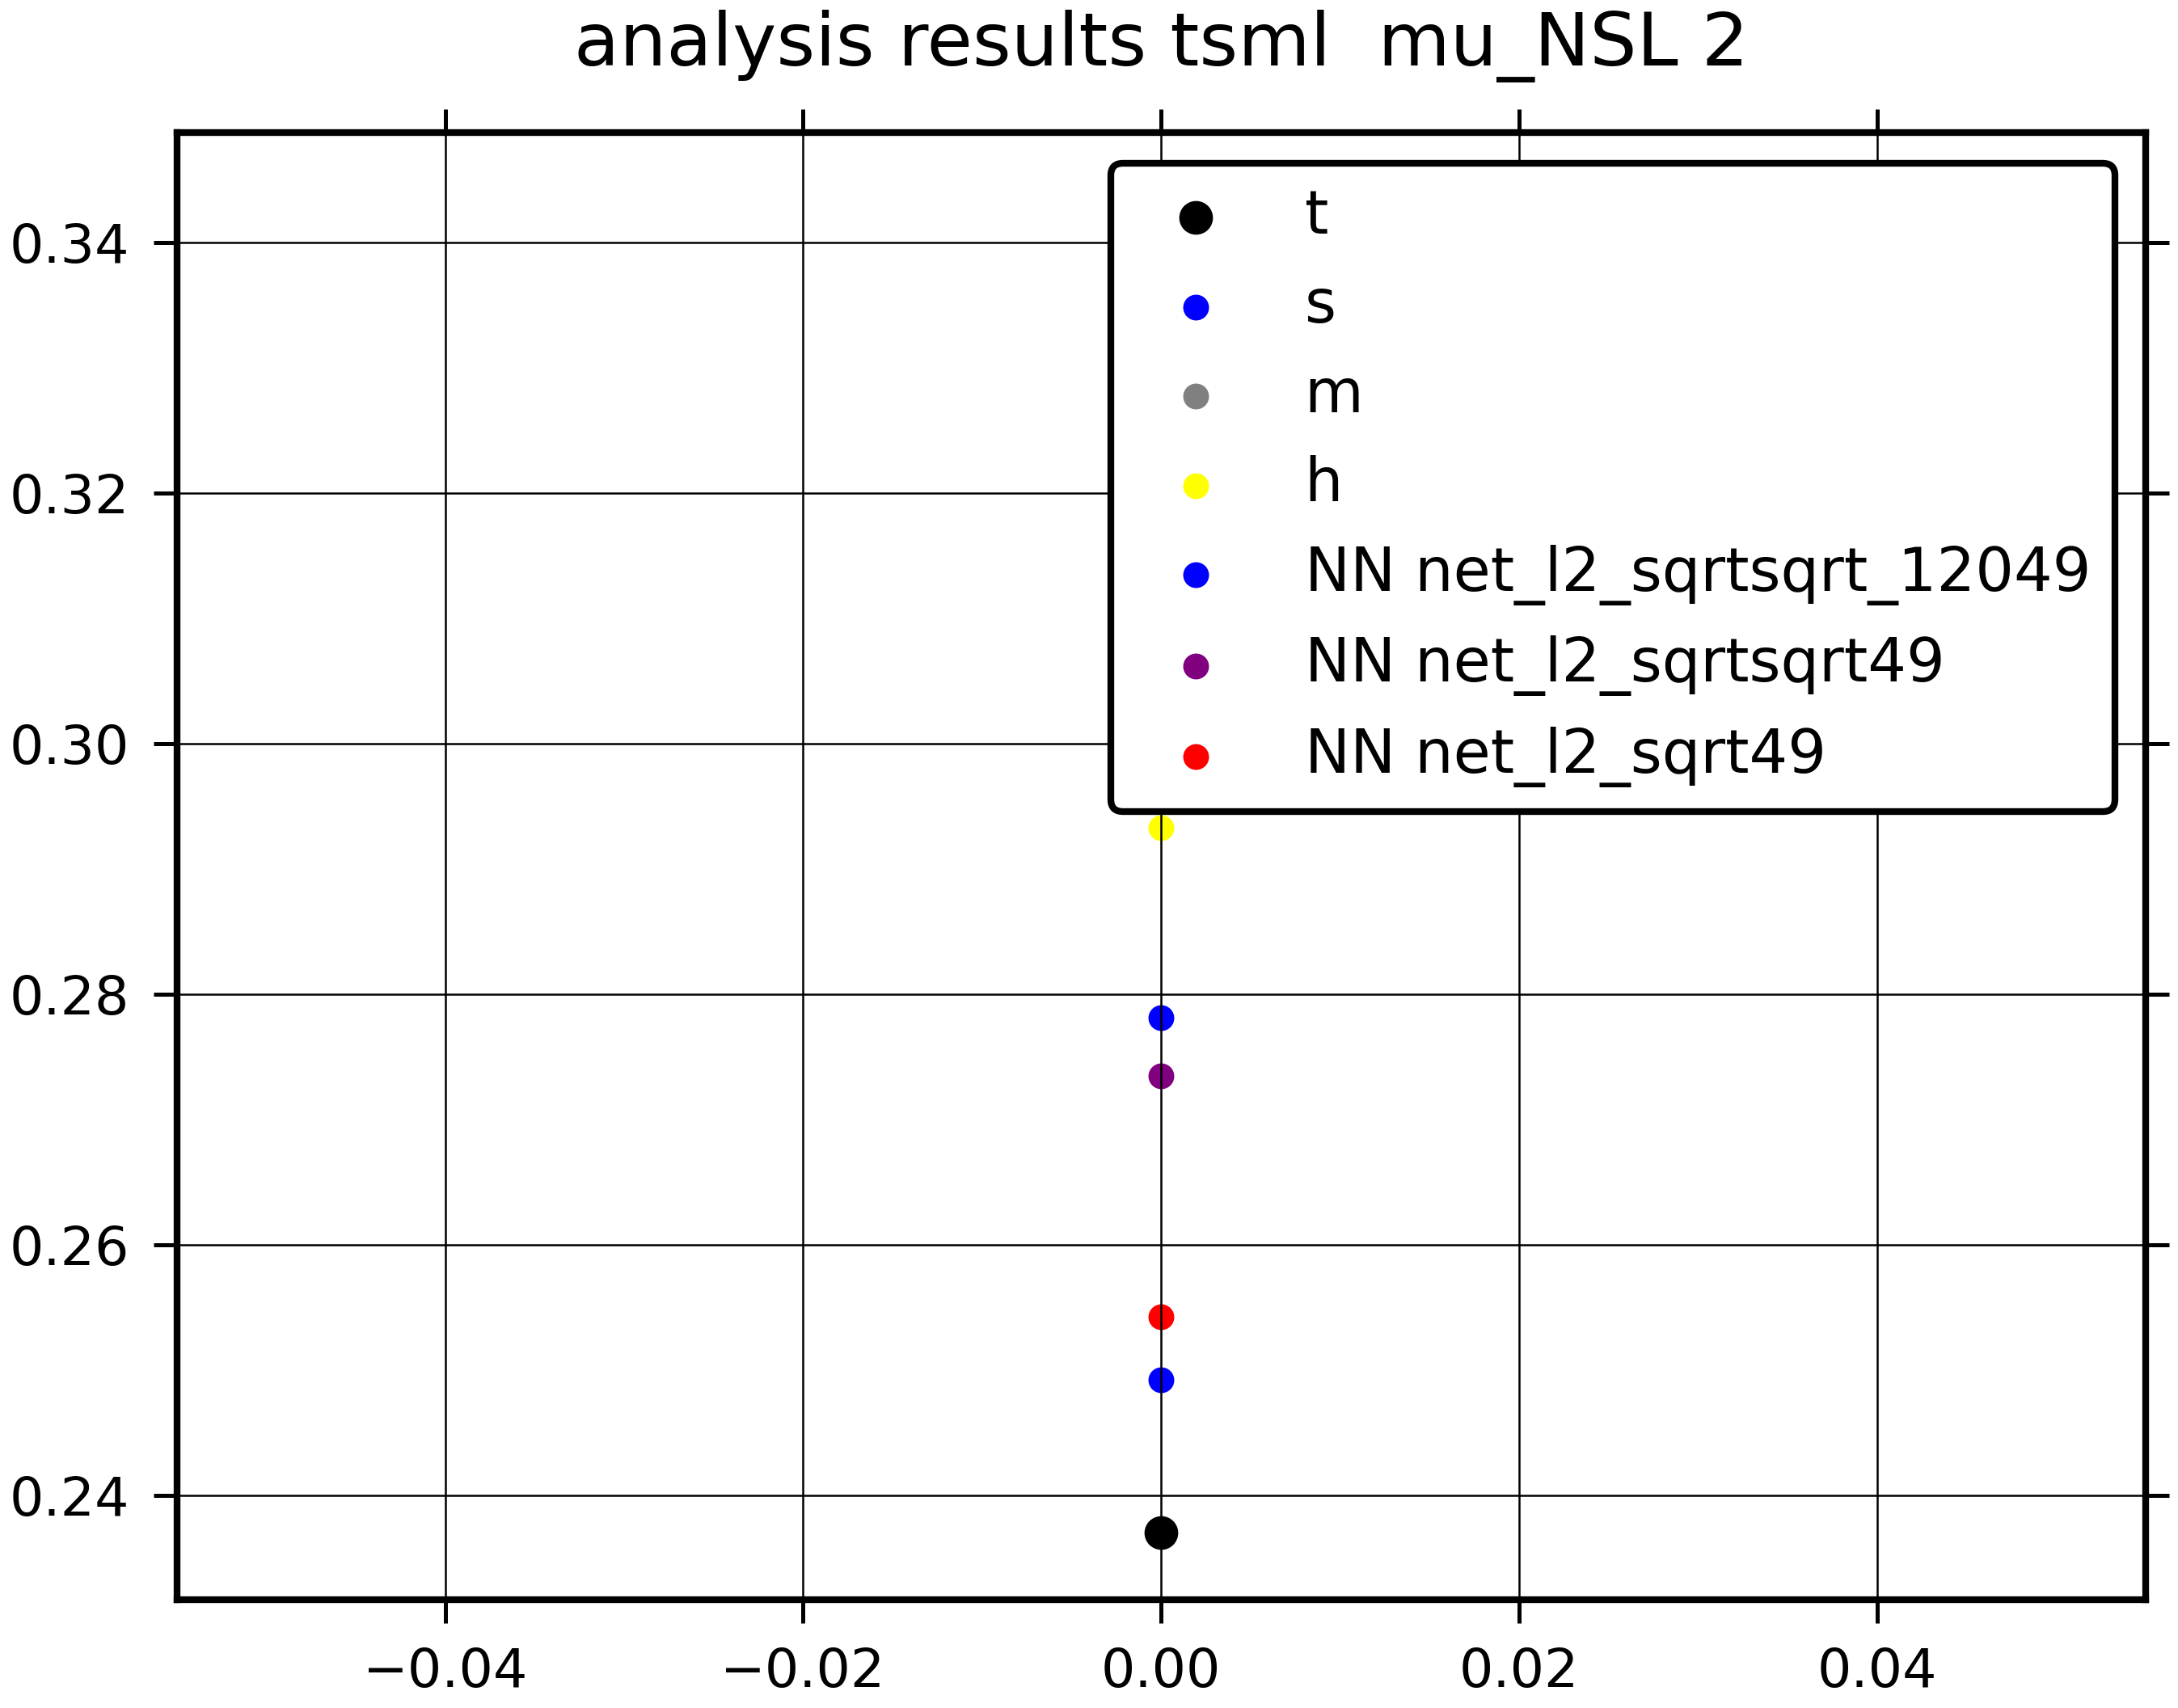 analysis results tsml  mu_NSL 2
0.34
0.32
0.30
0.28
0.26
0.24
t
s
m
h
NN net_l2_sqrtsqrt_12049
NN net_l2_sqrtsqrt49
NN net_l2_sqrt49
−0.04 −0.02 0.00 0.02 0.04